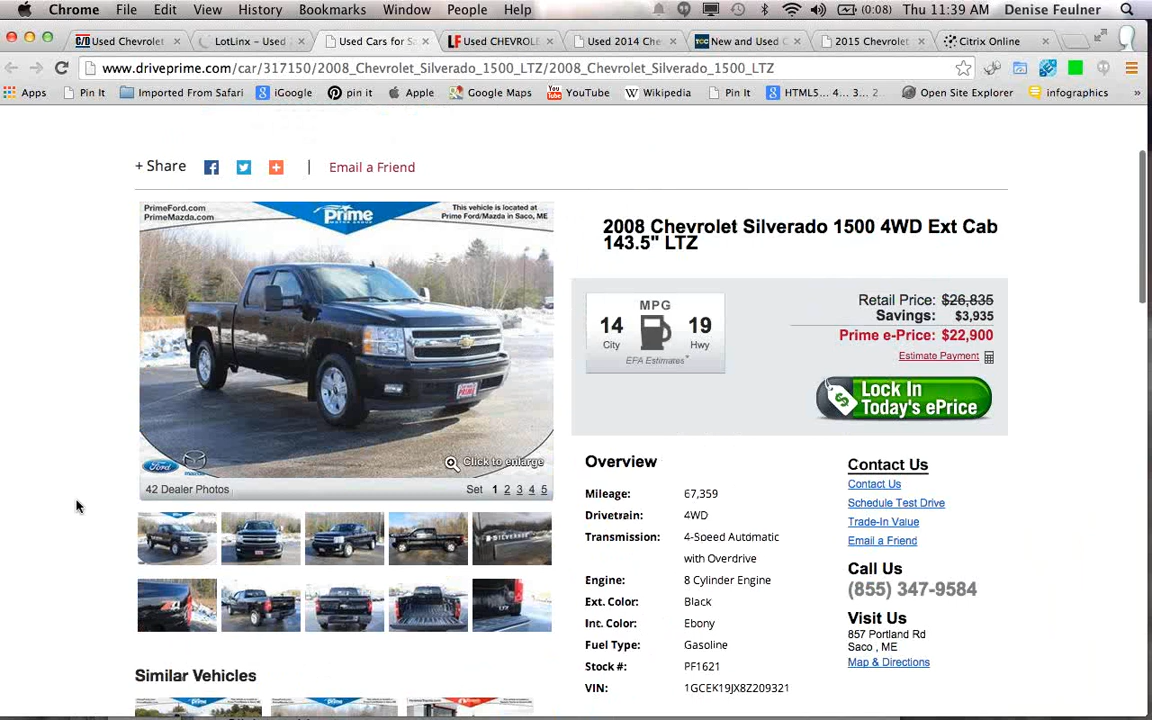 Chrome File Edit View History Bookmarks Window People Help (0:08) Thu 11:39 AM Denise Feulner
Used Chevrolet LotLinx - Used Used Cars for Sa Used CHEVROLE Used 2014 Che New and Used C 2015 Chevrolet Citrix Online
www.driveprime.com/car/317150/2008_Chevrolet_Silverado_1500_LTZ/2008_Chevrolet_Silverado_1500_LTZ
Apps Pin It Imported From Safari iGoogle pin it Apple Google Maps YouTube Wikipedia Pin It HTML5... 4... 3... 2... Open Site Explorer infographics »
+ Share | Email a Friend
PrimeFord.com
PrimeMazda.com
Prime
MOTOR GROUP
This vehicle is located at
Prime Ford/Mazda in Saco, ME
PRIME
Ford
Click to enlarge
42 Dealer Photos Set 1 2 3 4 5
SILVERADO
LTZ
Similar Vehicles
2008 Chevrolet Silverado 1500 4WD Ext Cab
143.5" LTZ
MPG
14 19
City Hwy
EPA Estimates*
Retail Price: $26,835
Savings: $3,935
Prime e-Price: $22,900
Estimate Payment
Lock In
Today's ePrice
Overview
Mileage: 67,359
Drivetrain: 4WD
Transmission: 4-Speed Automatic
with Overdrive
Engine: 8 Cylinder Engine
Ext. Color: Black
Int. Color: Ebony
Fuel Type: Gasoline
Stock #: PF1621
VIN: 1GCEK19JX8Z209321
Contact Us
Contact Us
Schedule Test Drive
Trade-In Value
Email a Friend
Call Us
(855) 347-9584
Visit Us
857 Portland Rd
Saco , ME
Map & Directions